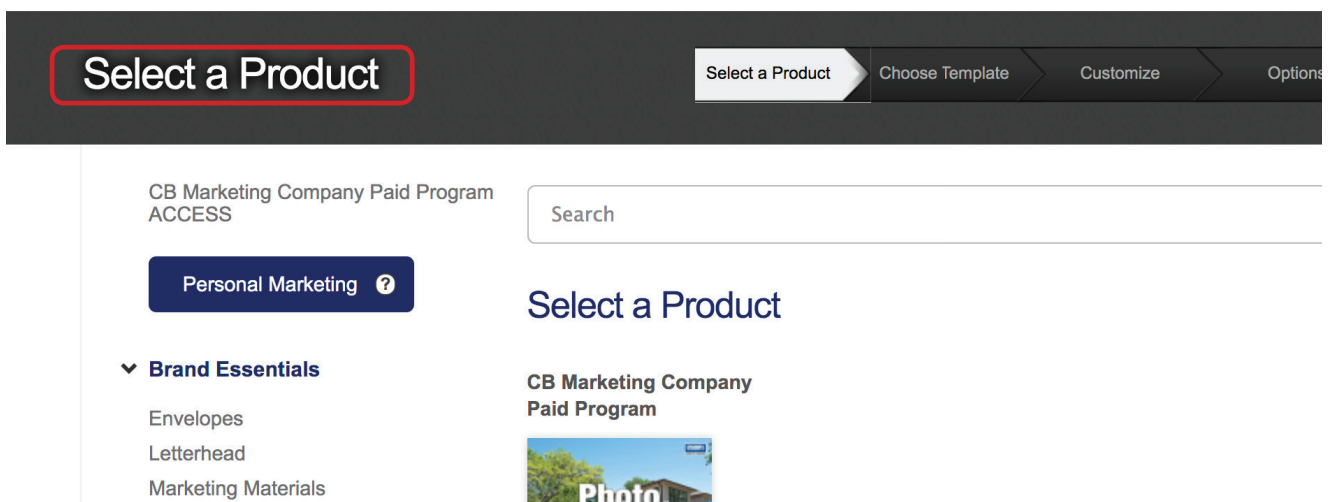 Select a Product
Select a Product
Choose Template
Customize
Options
CB Marketing Company Paid Program
ACCESS
Personal Marketing ?
Brand Essentials
Envelopes
Letterhead
Marketing Materials
Search
Select a Product
CB Marketing Company
Paid Program
Photo